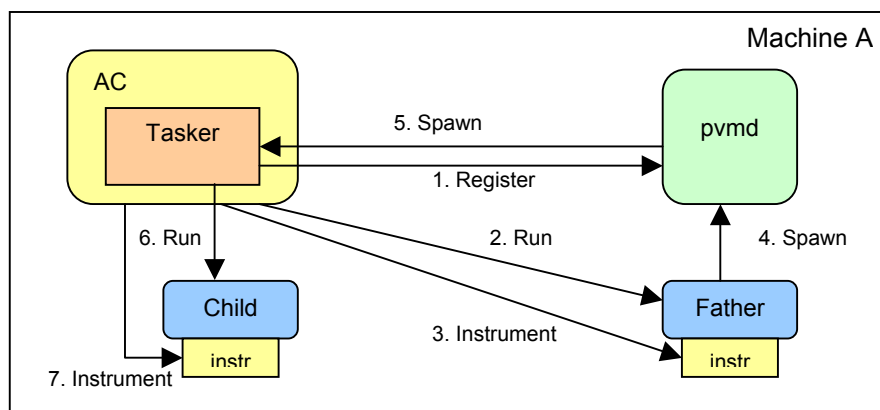 Machine A
AC
Tasker
5. Spawn
pvmd
1. Register
6. Run
2. Run
4. Spawn
Child
Father
3. Instrument
instr
instr
7. Instrument